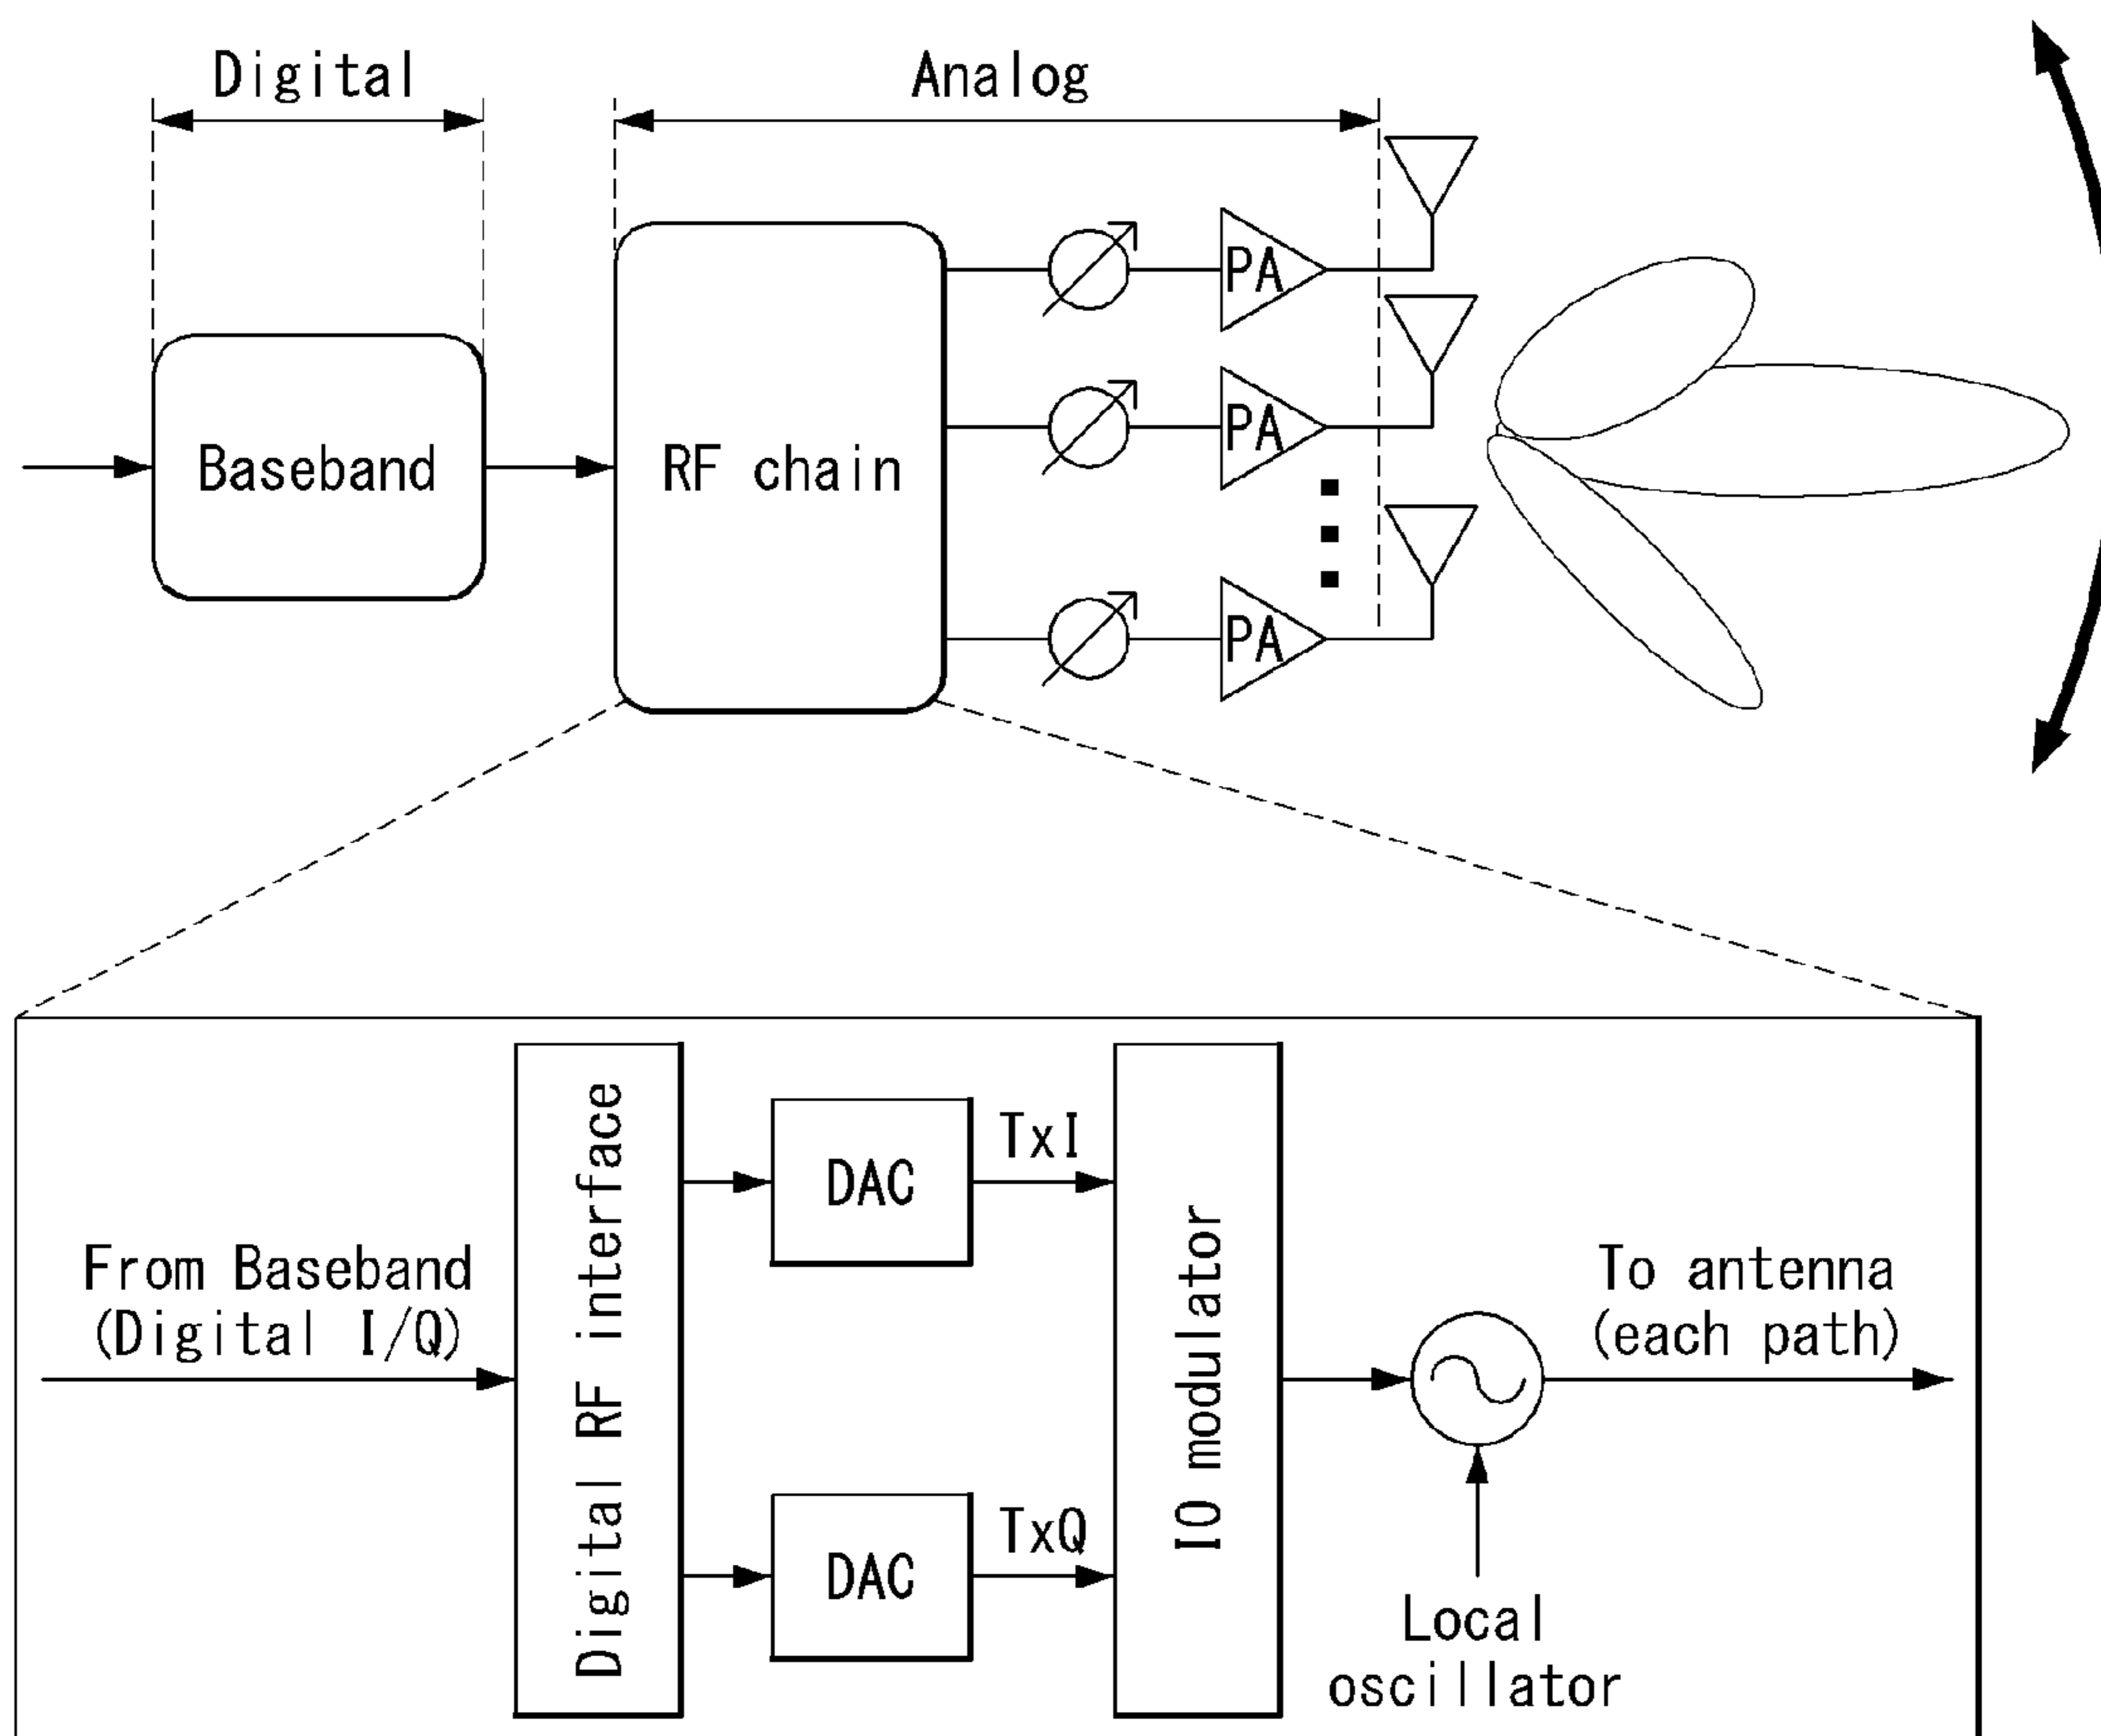 Digital
Analog
PA
PA
Baseband
RF chain
PA
Digital RF interface
DAC
TxI
From Baseband
(Digital I/Q)
IO modulator
To antenna
(each path)
DAC
TxQ
Local
oscillator